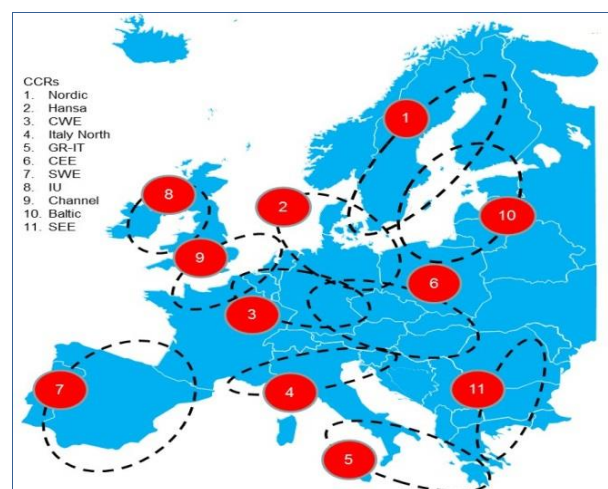 CCRs
1. Nordic
2. Hansa
3. CWE
4. Italy North
5. GR-IT
6. CEE
7. SWE
8. IU
9. Channel
10. Baltic
11. SEE
1
8
2
10
9
6
3
7
4
11
5